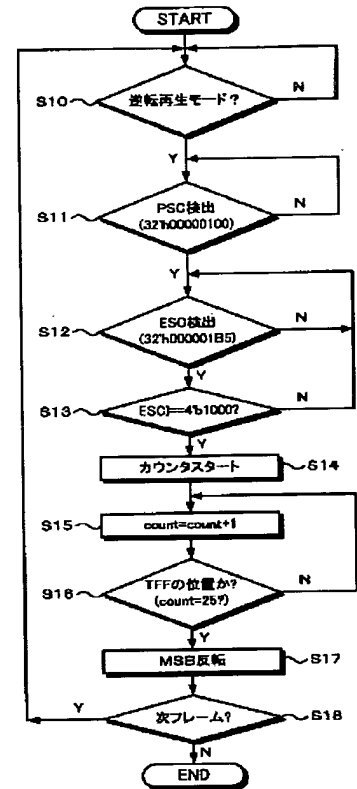 START
S10
逆転再生モード?
N
Y
S11
PSC検出
(32'h00000100)
N
Y
S12
ESC検出
(32'h000001B5)
N
Y
S13
ESCI==4'b1000?
N
Y
カウンタスタート
S14
S15
count=count+1
S16
TFFの位置か?
(count=25?)
N
Y
MSB反転
S17
Y
次フレーム?
S18
N
END